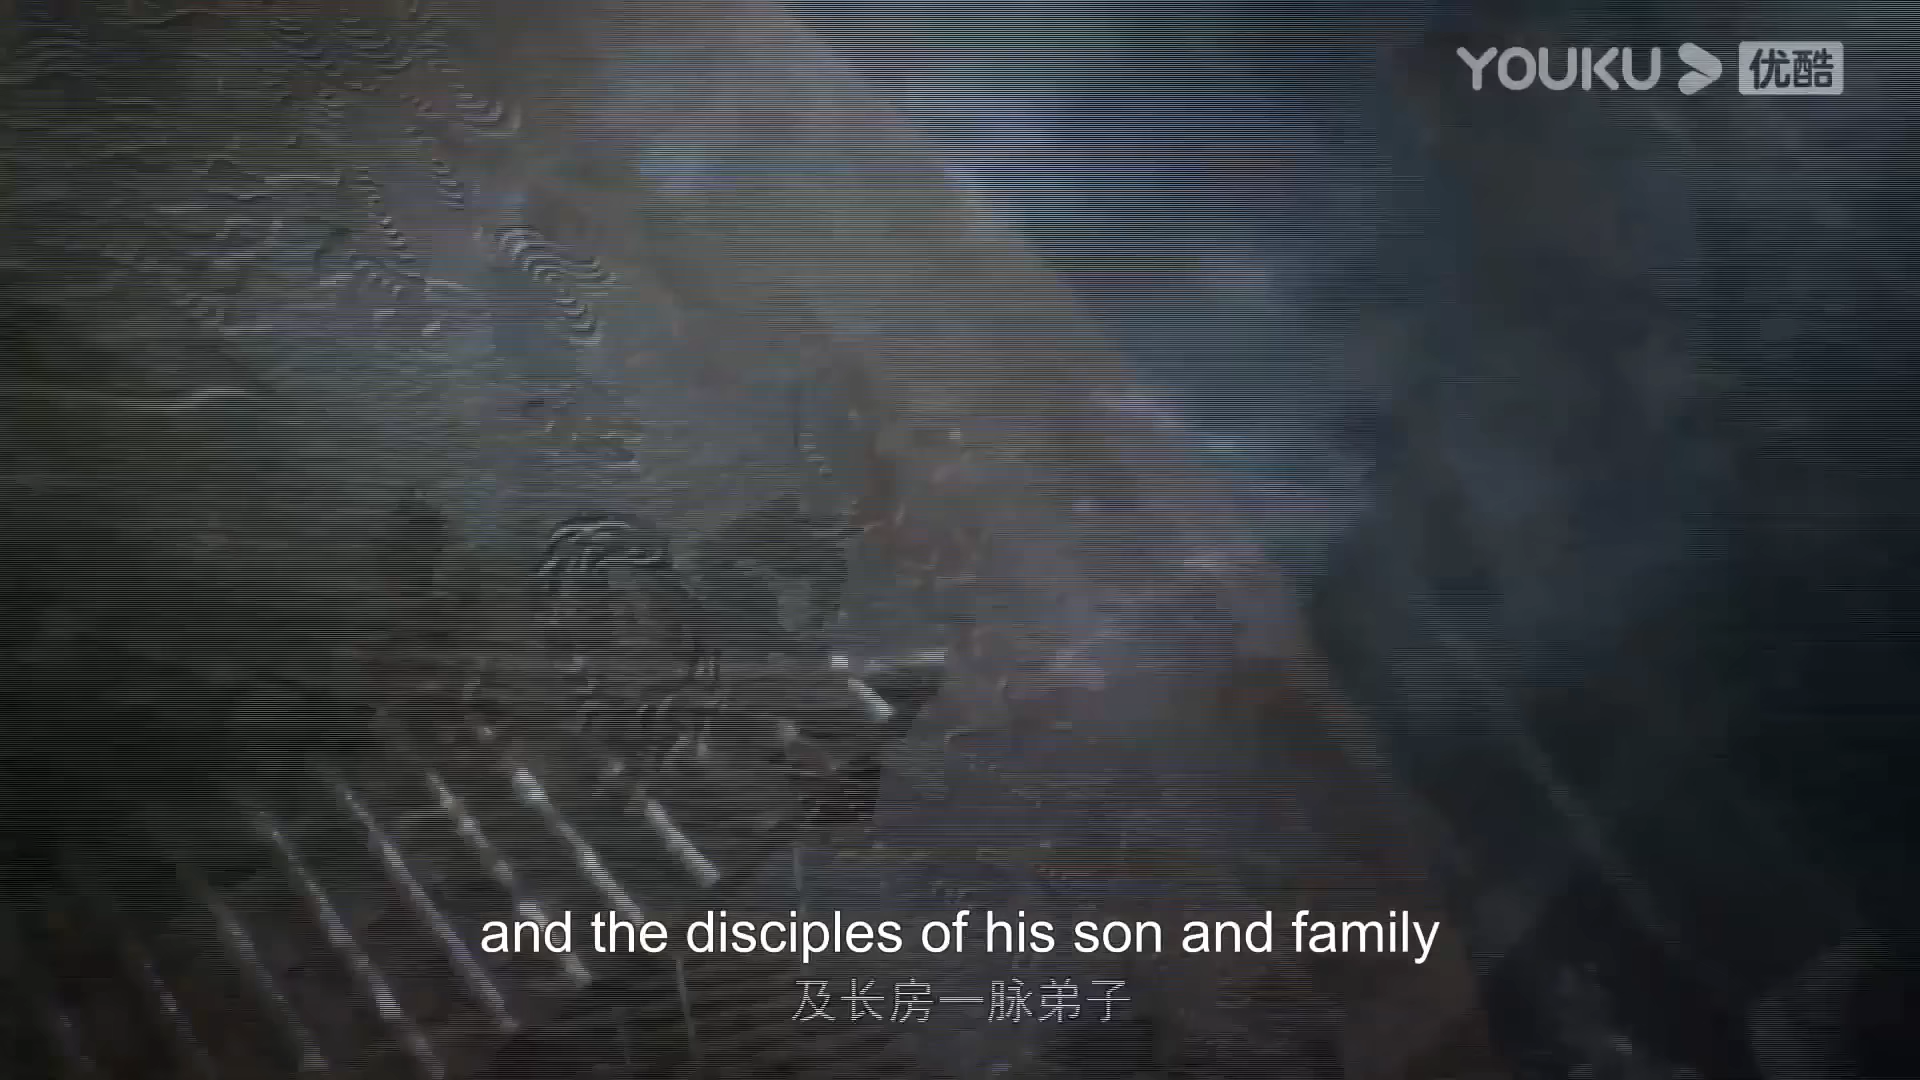 YOUKU 优酷
and the disciples of his son and family
及长房一脉弟子